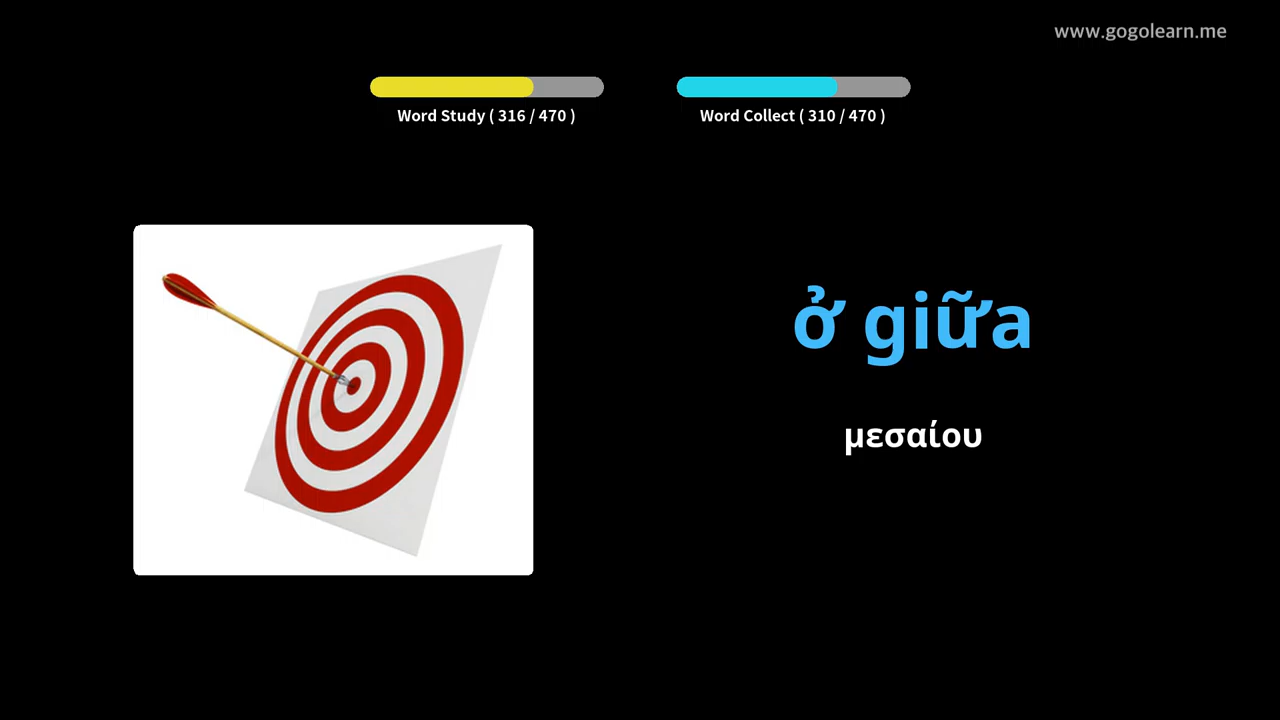 www.gogolearn.me
Word Study ( 316 / 470 )
Word Collect ( 310 / 470 )
ở giữa
μεσαίου